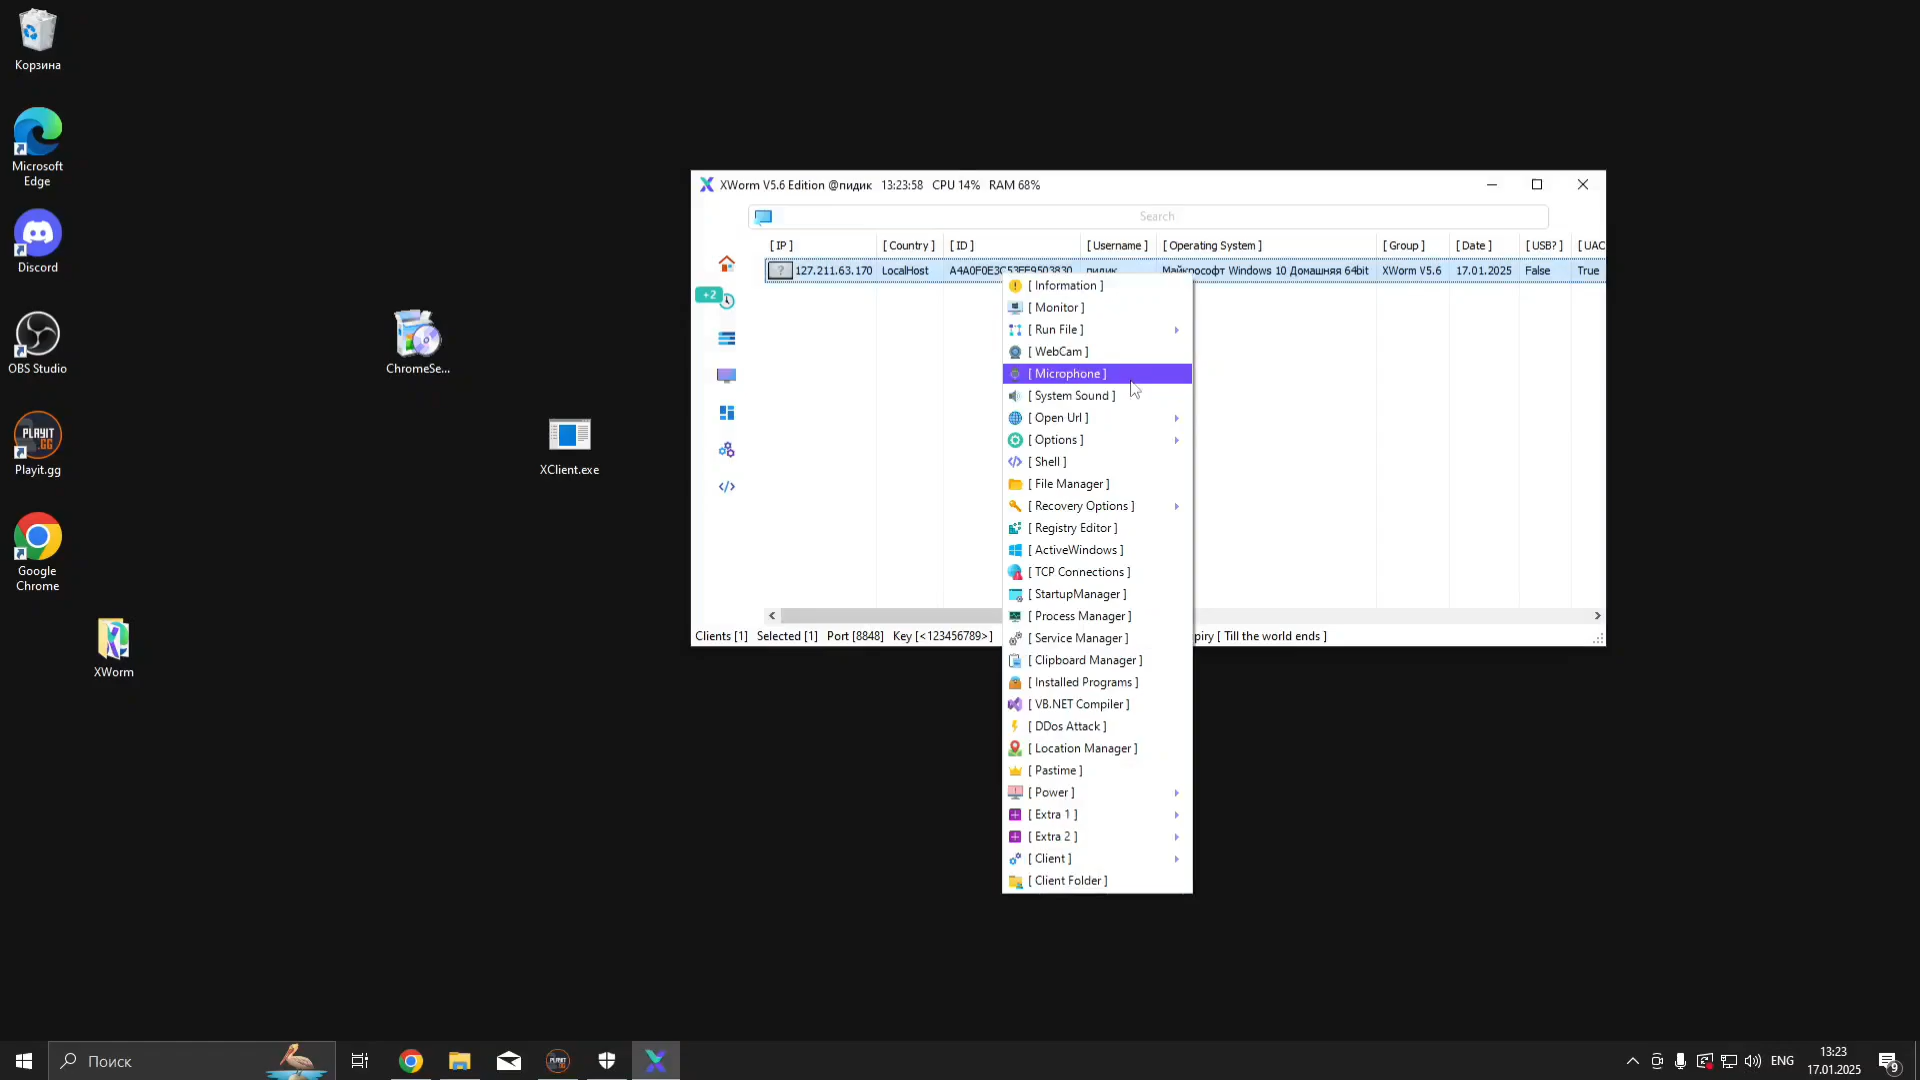 Корзина
Microsoft
Edge
Discord
OBS Studio
PLAYIT
.GG
Playit.gg
Google
Chrome
XWorm
ChromeSe...
XClient.exe
XWorm V5.6 Edition @пидик 13:23:58 CPU 14% RAM 68%
Search
[ IP ] [ Country ] [ ID ] [ Username ] [ Operating System ] [ Group ] [ Date ] [ USB? ] [ UAC
? 127.211.63.170 LocalHost A4A0F0E3C53FF9503830 пидик Майкрософт Windows 10 Домашняя 64bit XWorm V5.6 17.01.2025 False True
+2
[ Information ]
[ Monitor ]
[ Run File ]
[ WebCam ]
[ Microphone ]
[ System Sound ]
[ Open Url ]
[ Options ]
[ Shell ]
[ File Manager ]
[ Recovery Options ]
[ Registry Editor ]
[ ActiveWindows ]
[ TCP Connections ]
[ StartupManager ]
[ Process Manager ]
[ Service Manager ]
[ Clipboard Manager ]
[ Installed Programs ]
[ VB.NET Compiler ]
[ DDos Attack ]
[ Location Manager ]
[ Pastime ]
[ Power ]
[ Extra 1 ]
[ Extra 2 ]
[ Client ]
[ Client Folder ]
Clients [1] Selected [1] Port [8848] Key [<123456789>] piry [ Till the world ends ]
Поиск
ENG
13:23
17.01.2025
9